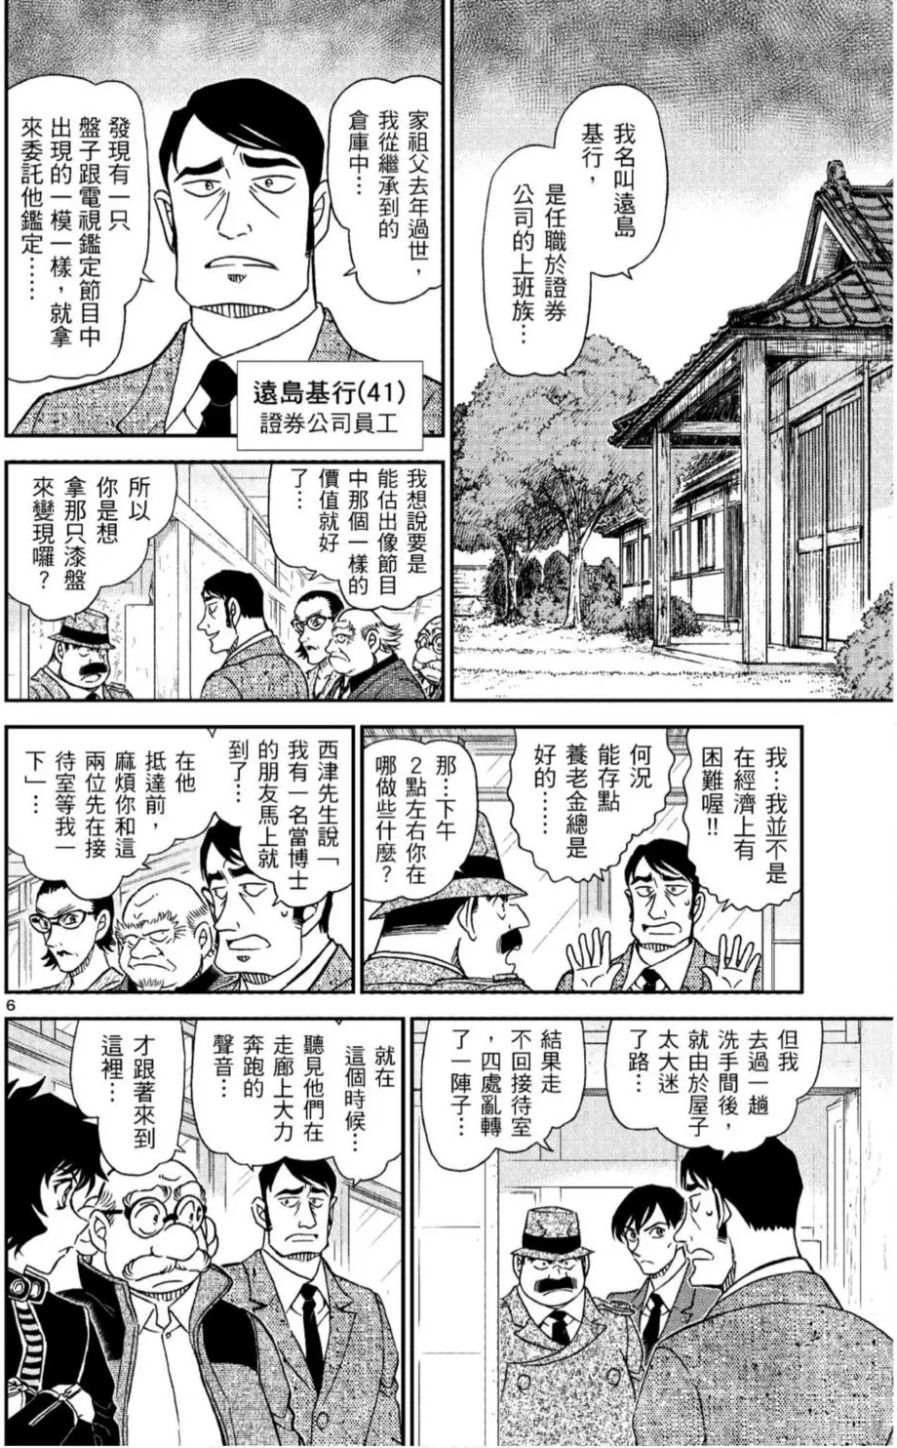 我名叫遠島
基行，
是任職於證券
公司的上班族…
家祖父去年過世，
我從繼承到的
倉庫中…
發現有一只
盤子跟電視鑑定節目中
出現的一模一樣，就拿
來委託他鑑定……
遠島基行(41)
證券公司員工
我想說要是
能估出像節目
中那個一樣的
價值就好
了…
所以
你是想
拿那只漆盤
來變現囉？
我…我並不是
在經濟上有
困難喔!!
何況
能存點
養老金總是
好的……
那…下午
2點左右你在
哪做些什麼？
西津先生說「
我有一名當博士
的朋友馬上就
到了…
在他
抵達前，
麻煩你和這
兩位先在接
待室等我一
下」…
6
但我
去過一趟
洗手間後，
就由於屋子
太大迷
了路…
結果走
不回接待室
，四處亂轉
了一陣子…
就在
這個時候…
聽見他們在
走廊上大力
奔跑的
聲音…
才跟著來到
這裡…